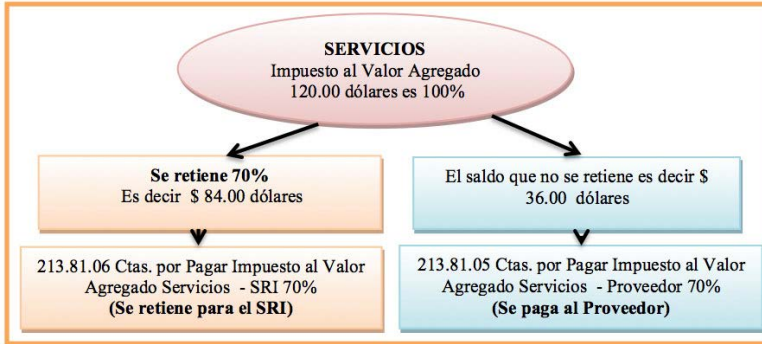 SERVICIOS
Impuesto al Valor Agregado
120.00 dólares es 100%
Se retiene 70%
Es decir $ 84.00 dólares
El saldo que no se retiene es decir $
36.00 dólares
213.81.06 Ctas. por Pagar Impuesto al Valor
Agregado Servicios - SRI 70%
(Se retiene para el SRI)
213.81.05 Ctas. por Pagar Impuesto al Valor
Agregado Servicios - Proveedor 70%
(Se paga al Proveedor)